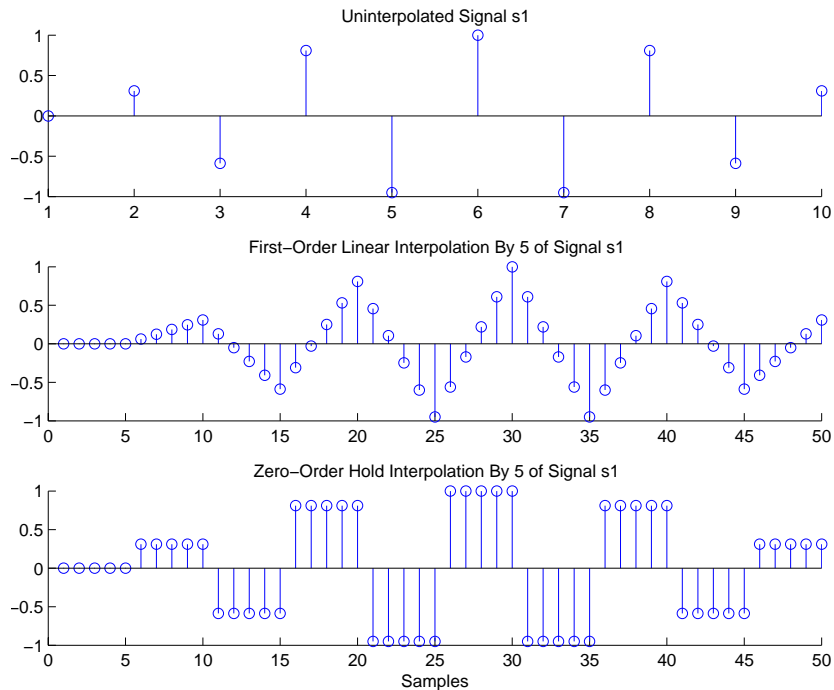 Uninterpolated Signal s1
1
0.5
0
−0.5
−1
1 2 3 4 5 6 7 8 9 10
First−Order Linear Interpolation By 5 of Signal s1
1
0.5
0
−0.5
−1
0 5 10 15 20 25 30 35 40 45 50
Zero−Order Hold Interpolation By 5 of Signal s1
1
0.5
0
−0.5
−1
0 5 10 15 20 25 30 35 40 45 50
Samples